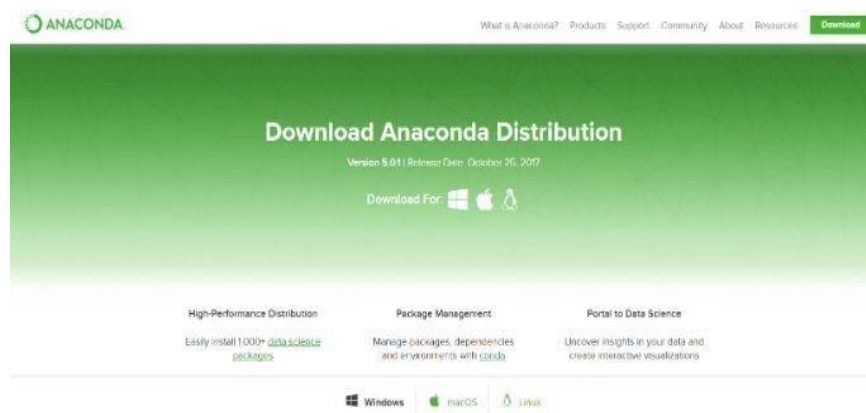 ANACONDA
What is Anaconda? Products Support Community About Resources Download
Download Anaconda Distribution
Version 5.0.1 | Release Date: October 25, 2017
Download For:
High-Performance Distribution
Easily install 1,000+ data science
packages
Package Management
Manage packages, dependencies
and environments with conda
Portal to Data Science
Uncover insights in your data and
create interactive visualizations
Windows macOS Linux